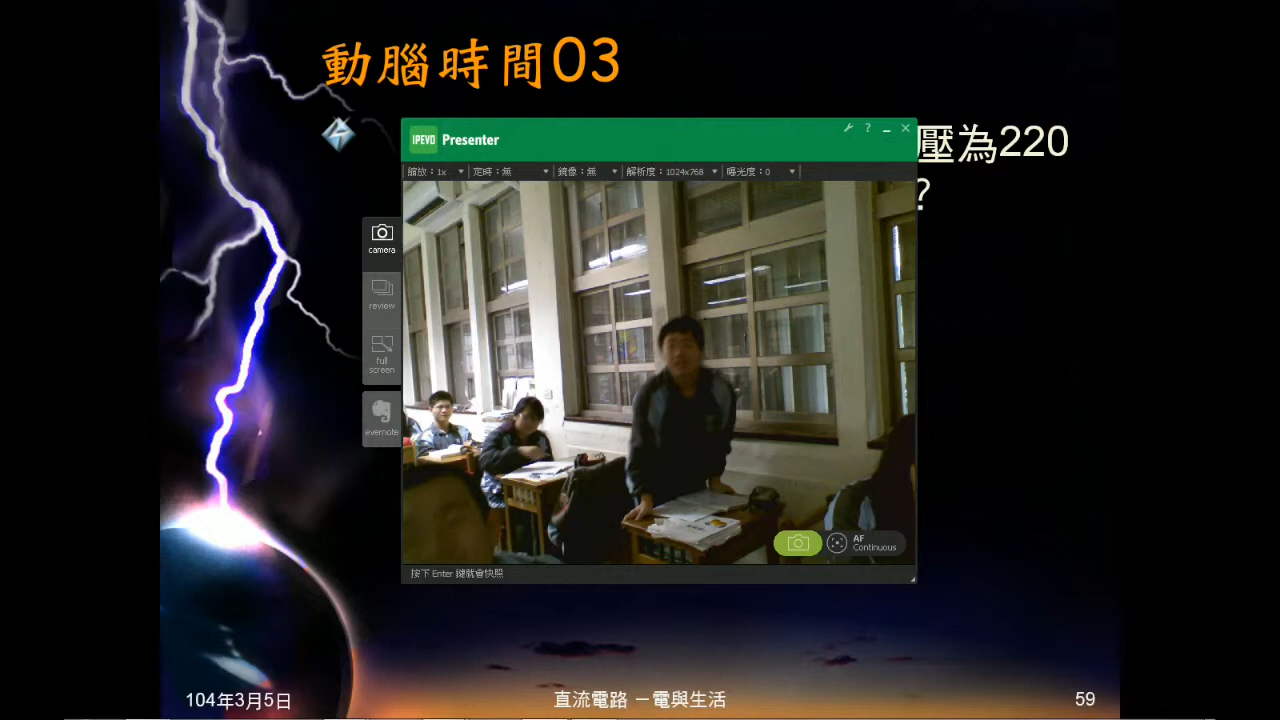 動腦時間03
壓為220
?
IPEVO Presenter
縮放：1x 定時：無 鏡像：無 解析度：1024x768 曝光度：0
camera
review
full
screen
evernote
AF
Continuous
按下 Enter 鍵就會快照
104年3月5日
直流電路 －電與生活
59